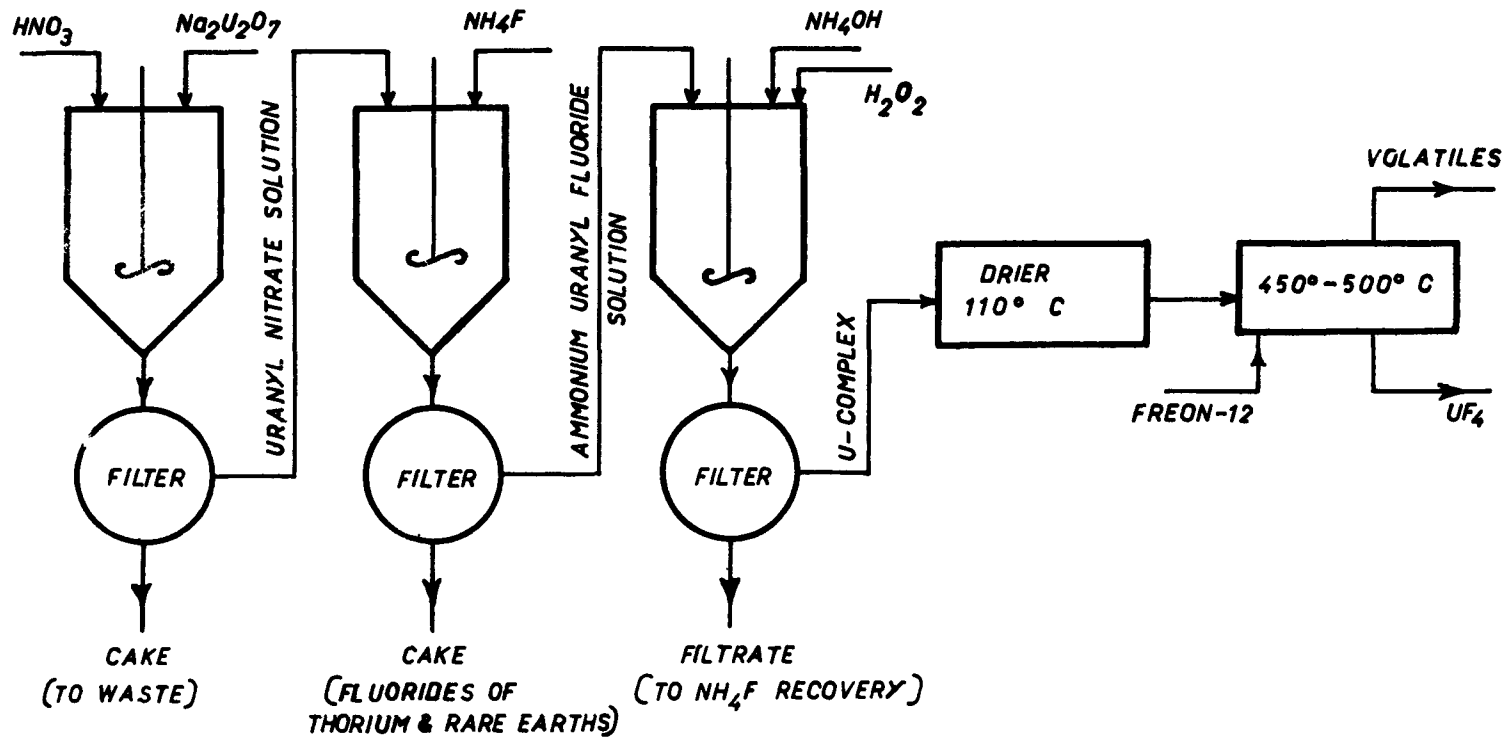 HNO3
Na2U2O7
NH4F
NH4OH
H2O2
URANYL NITRATE SOLUTION
AMMONIUM URANYL FLUORIDE
SOLUTION
U-COMPLEX
DRIER
110° C
450°-500° C
VOLATILES
FREON-12
UF4
FILTER
FILTER
FILTER
CAKE
(TO WASTE)
CAKE
(FLUORIDES OF
THORIUM & RARE EARTHS)
FILTRATE
(TO NH4F RECOVERY)